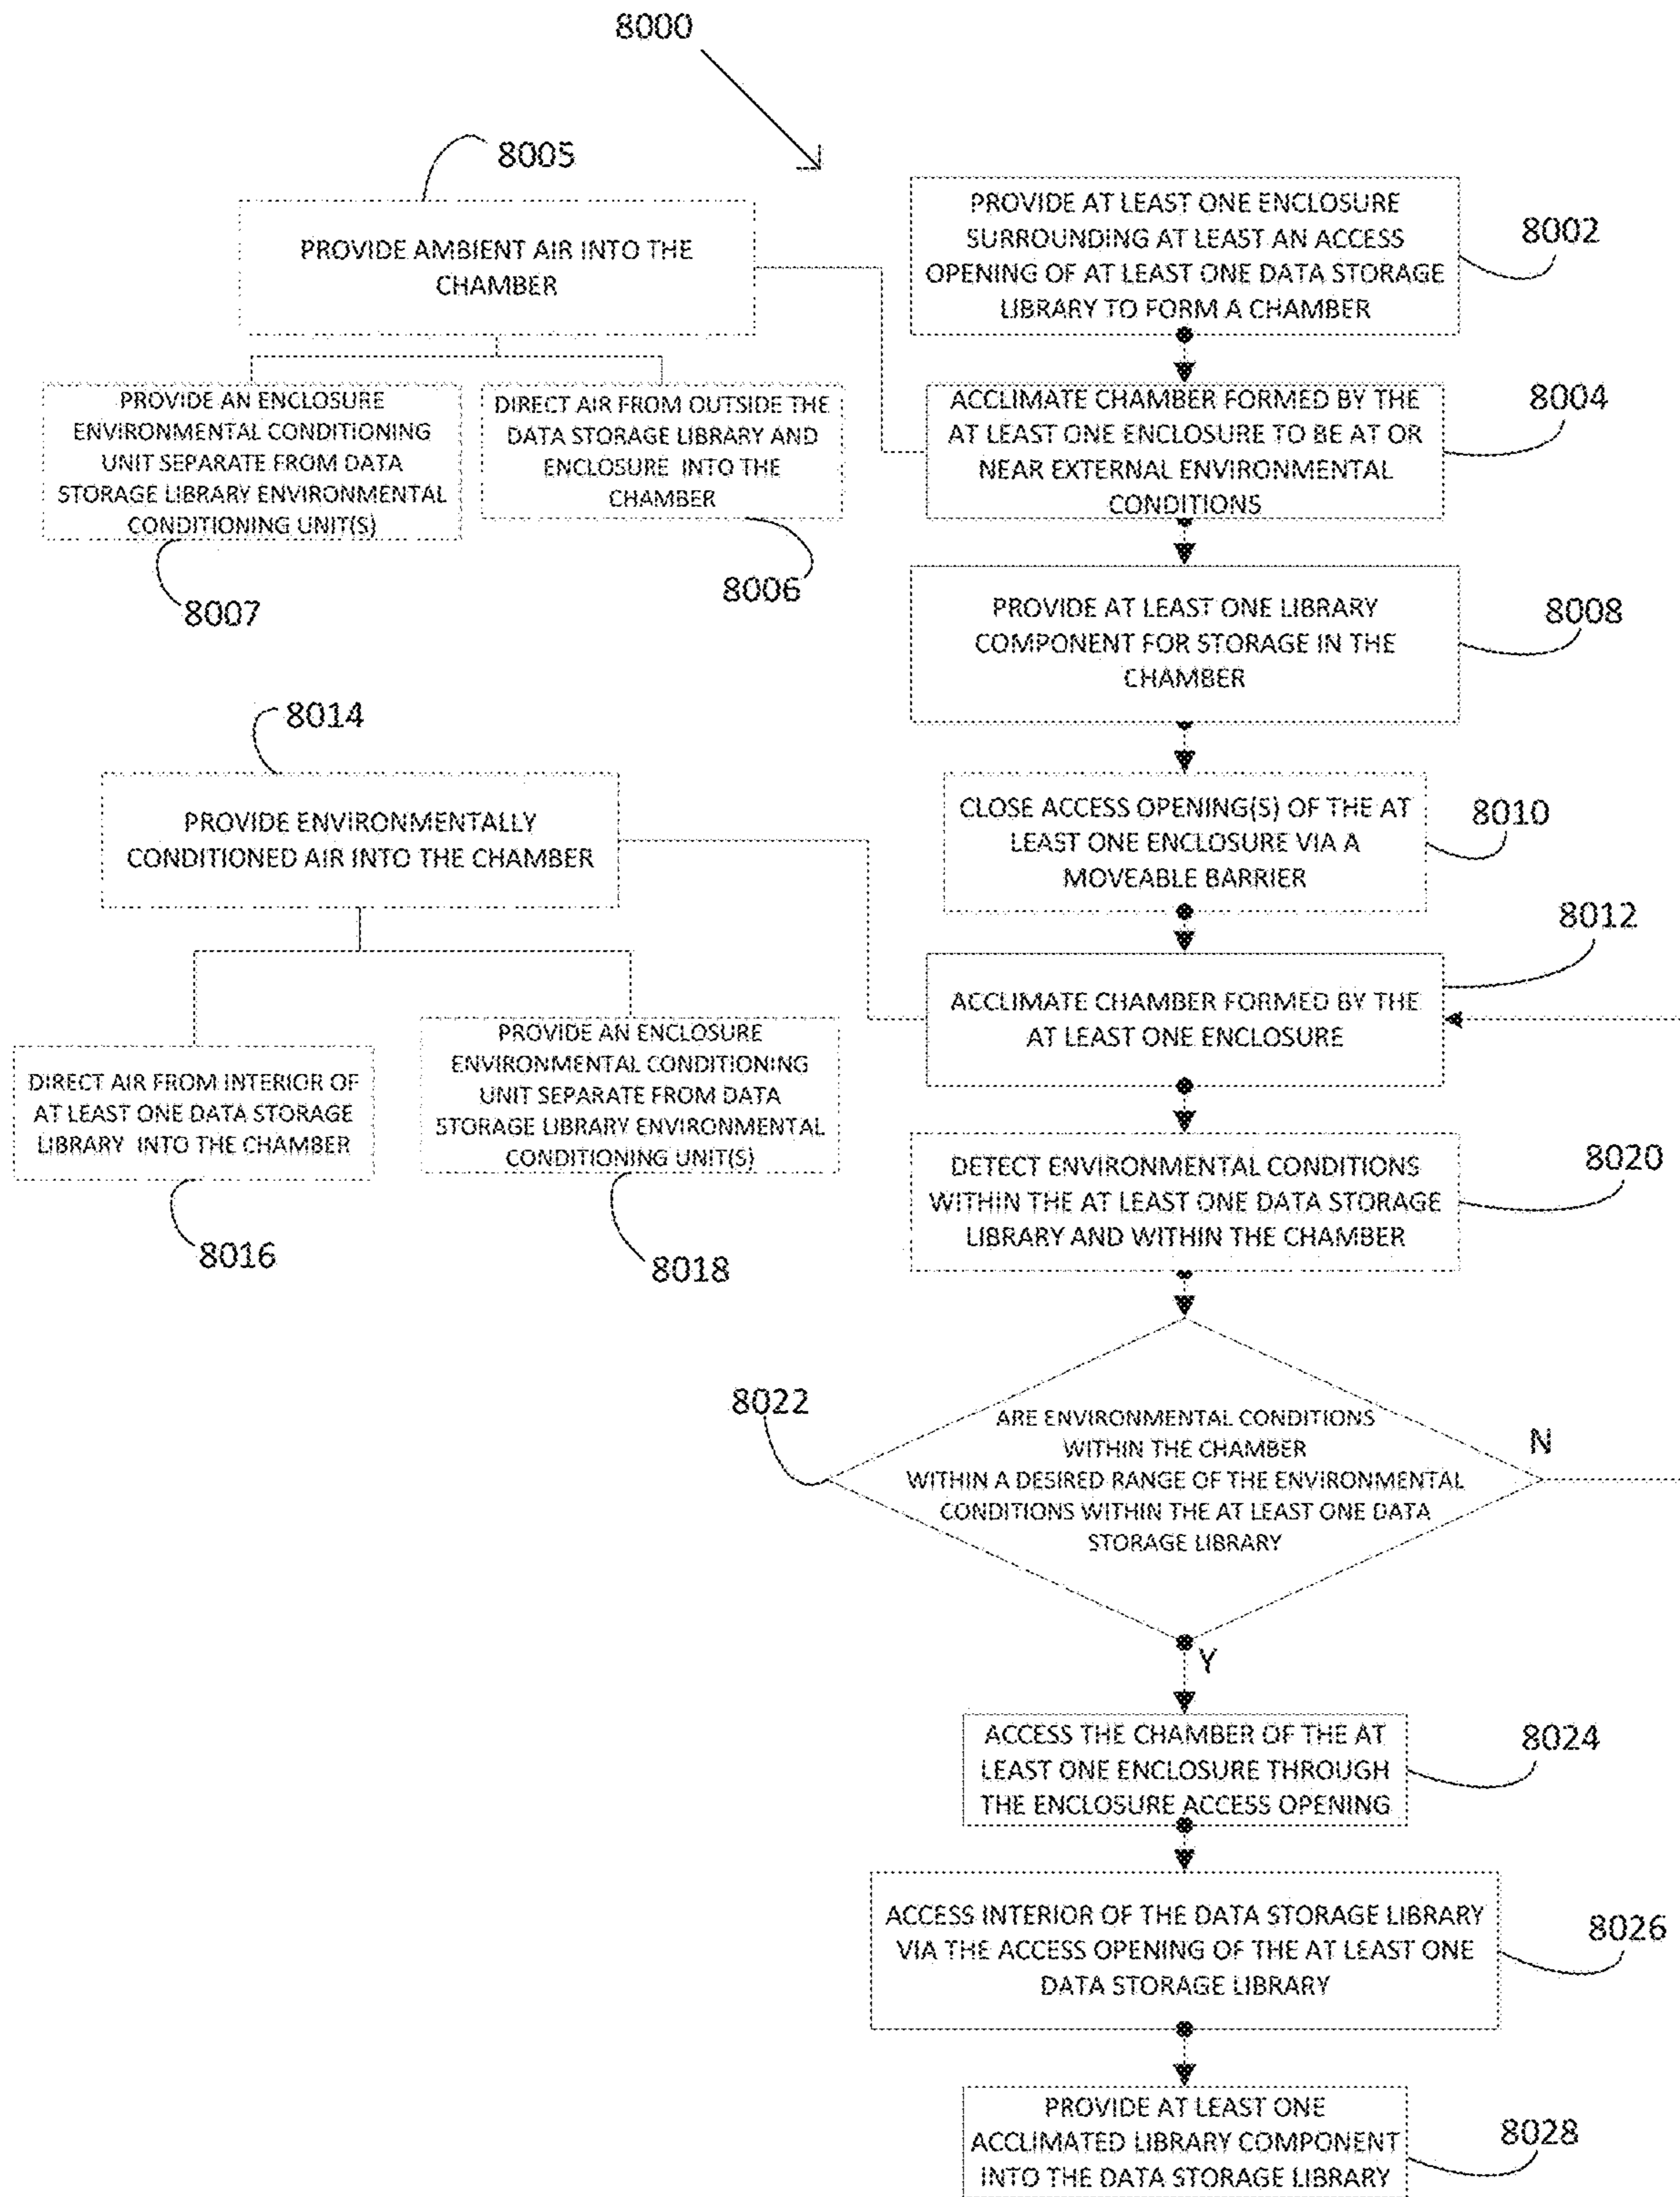 8000
8005
PROVIDE AMBIENT AIR INTO THE
CHAMBER
PROVIDE AT LEAST ONE ENCLOSURE
SURROUNDING AT LEAST AN ACCESS
OPENING OF AT LEAST ONE DATA STORAGE
LIBRARY TO FORM A CHAMBER
8002
PROVIDE AN ENCLOSURE
ENVIRONMENTAL CONDITIONING
UNIT SEPARATE FROM DATA
STORAGE LIBRARY ENVIRONMENTAL
CONDITIONING UNIT(S)
8007
DIRECT AIR FROM OUTSIDE THE
DATA STORAGE LIBRARY AND
ENCLOSURE INTO THE
CHAMBER
8006
ACCLIMATE CHAMBER FORMED BY THE
AT LEAST ONE ENCLOSURE TO BE AT OR
NEAR EXTERNAL ENVIRONMENTAL
CONDITIONS
8004
PROVIDE AT LEAST ONE LIBRARY
COMPONENT FOR STORAGE IN THE
CHAMBER
8008
8014
PROVIDE ENVIRONMENTALLY
CONDITIONED AIR INTO THE CHAMBER
CLOSE ACCESS OPENING(S) OF THE AT
LEAST ONE ENCLOSURE VIA A
MOVEABLE BARRIER
8010
8012
ACCLIMATE CHAMBER FORMED BY THE
AT LEAST ONE ENCLOSURE
DIRECT AIR FROM INTERIOR OF
AT LEAST ONE DATA STORAGE
LIBRARY INTO THE CHAMBER
8016
PROVIDE AN ENCLOSURE
ENVIRONMENTAL CONDITIONING
UNIT SEPARATE FROM DATA
STORAGE LIBRARY ENVIRONMENTAL
CONDITIONING UNIT(S)
8018
DETECT ENVIRONMENTAL CONDITIONS
WITHIN THE AT LEAST ONE DATA STORAGE
LIBRARY AND WITHIN THE CHAMBER
8020
8022
ARE ENVIRONMENTAL CONDITIONS
WITHIN THE CHAMBER
WITHIN A DESIRED RANGE OF THE ENVIRONMENTAL
CONDITIONS WITHIN THE AT LEAST ONE DATA
STORAGE LIBRARY
N
Y
ACCESS THE CHAMBER OF THE AT
LEAST ONE ENCLOSURE THROUGH
THE ENCLOSURE ACCESS OPENING
8024
ACCESS INTERIOR OF THE DATA STORAGE LIBRARY
VIA THE ACCESS OPENING OF THE AT LEAST ONE
DATA STORAGE LIBRARY
8026
PROVIDE AT LEAST ONE
ACCLIMATED LIBRARY COMPONENT
INTO THE DATA STORAGE LIBRARY
8028